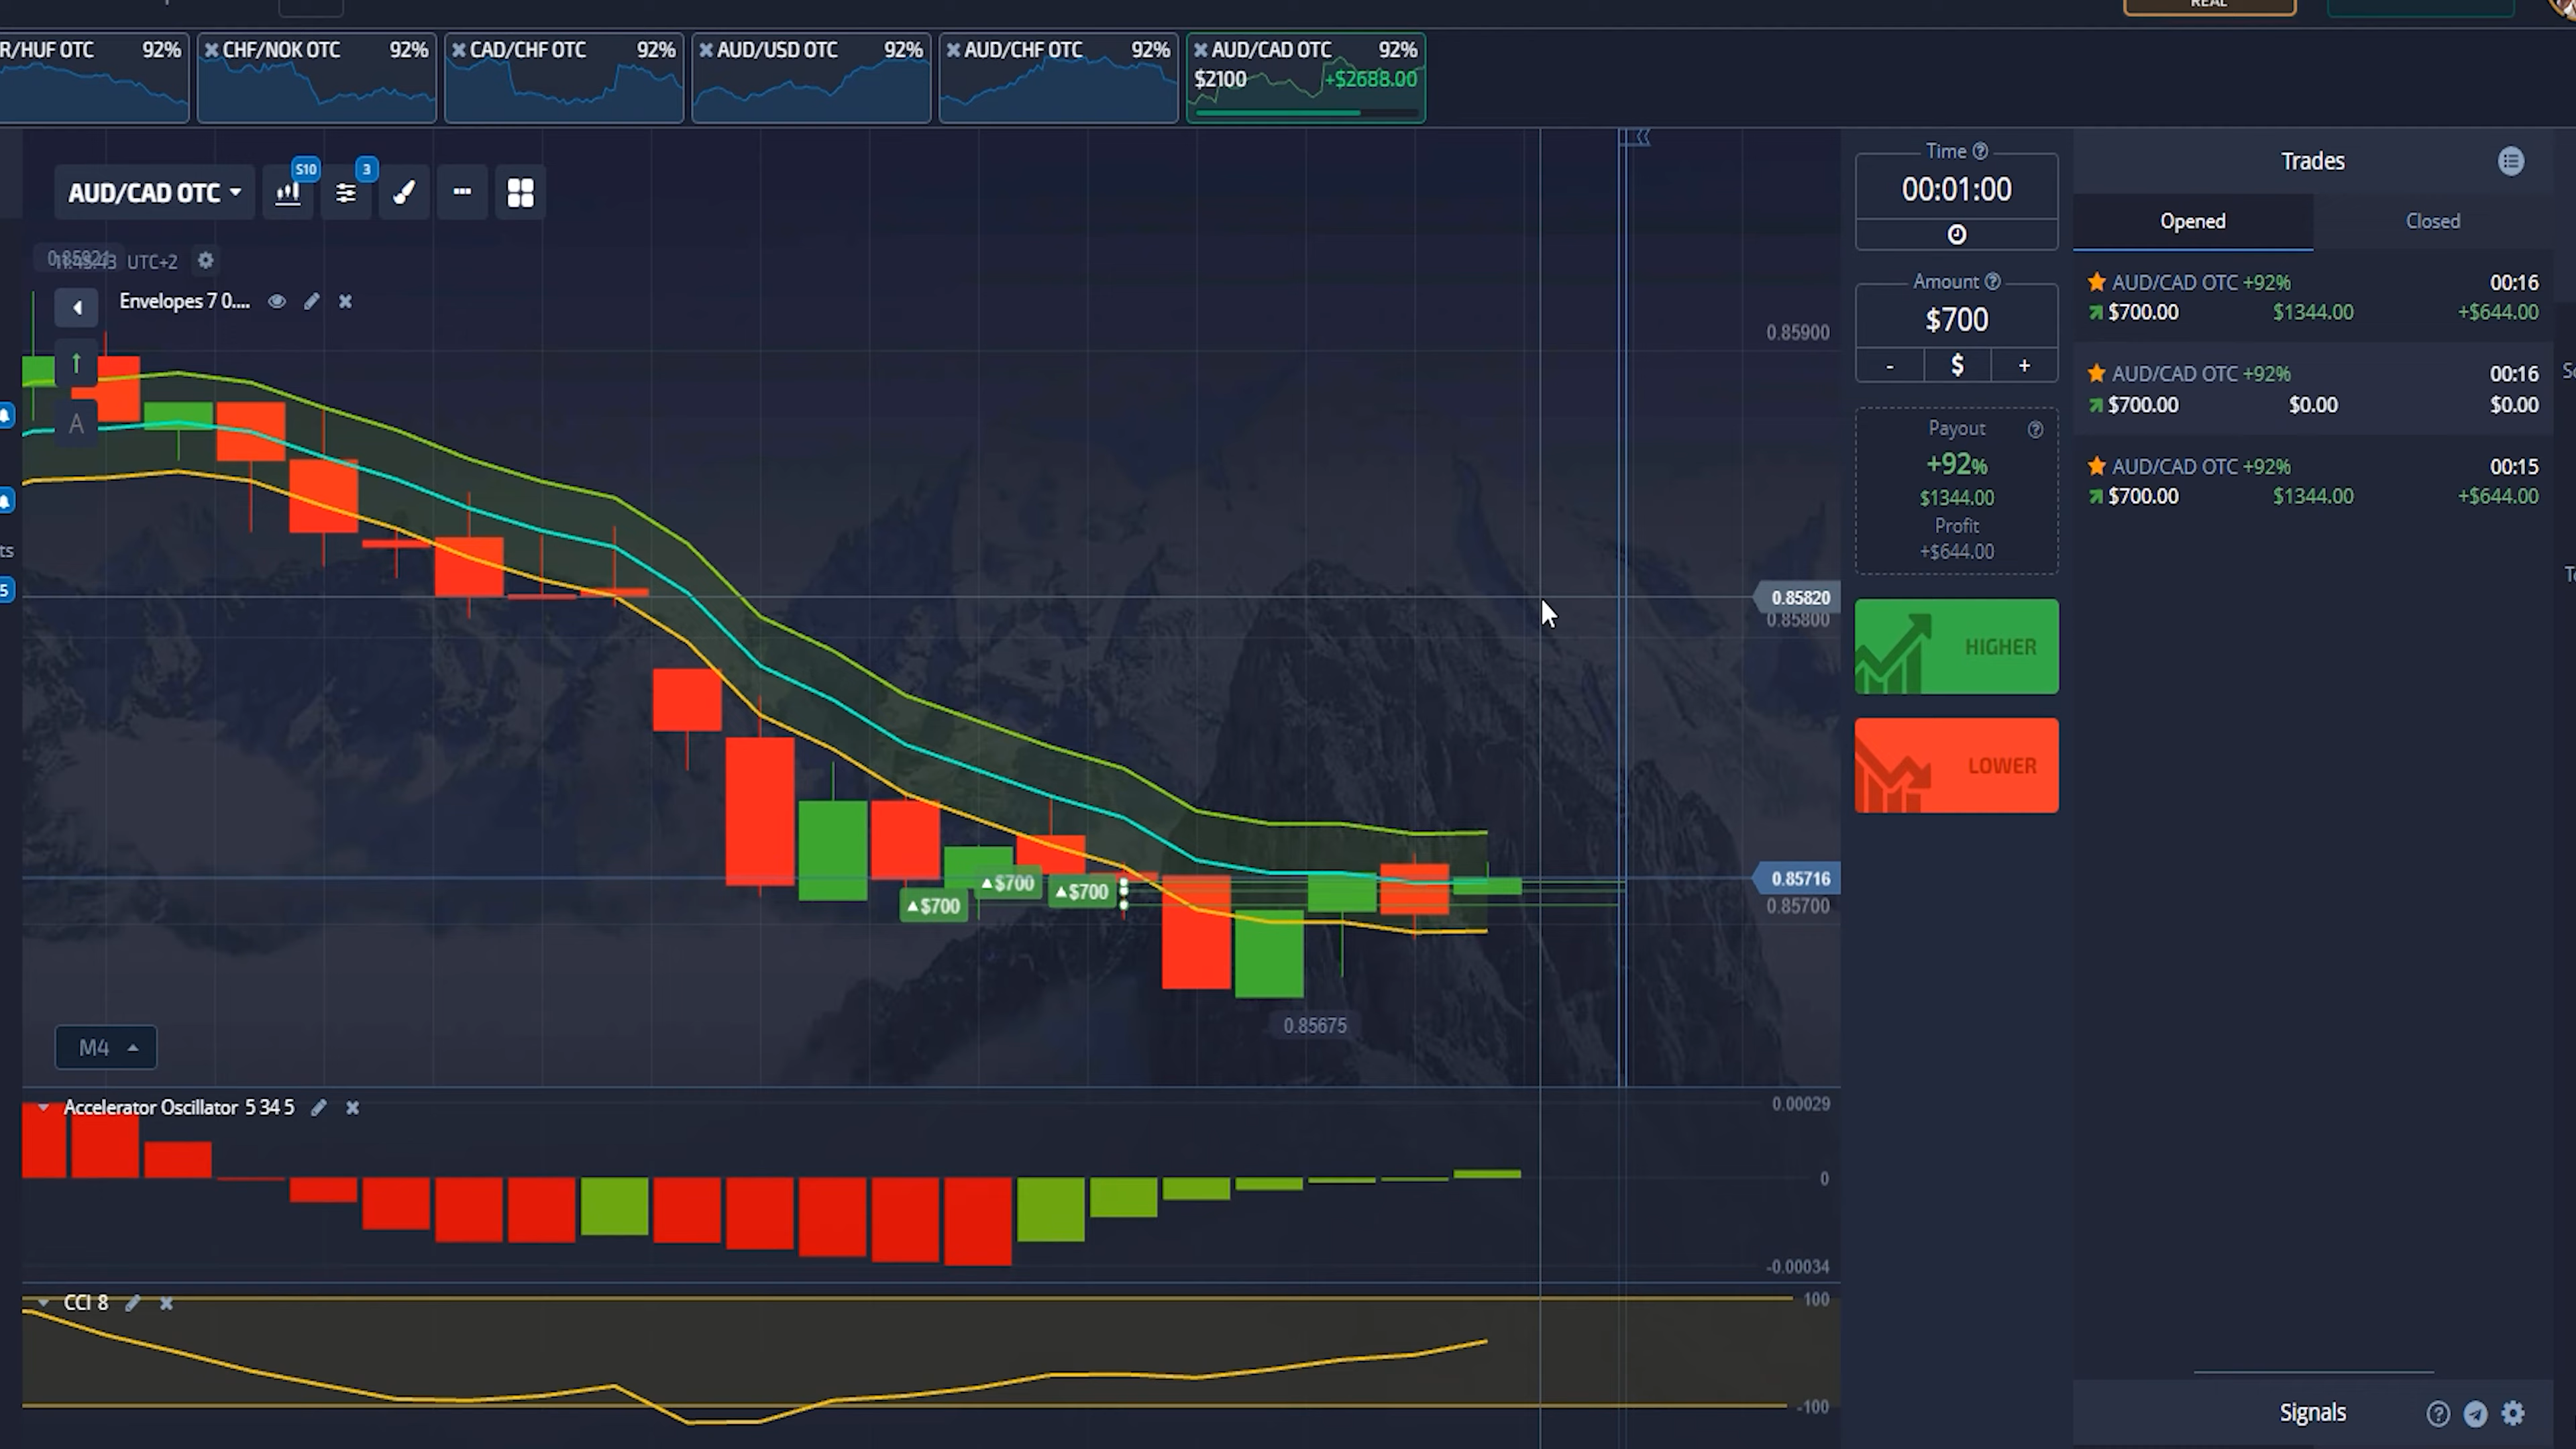 REAL
R/HUF OTC 92%
CHF/NOK OTC 92%
CAD/CHF OTC 92%
AUD/USD OTC 92%
AUD/CHF OTC 92%
AUD/CAD OTC 92%
$2100 +$2688.00
AUD/CAD OTC
S10
3
UTC+2
Envelopes 7 0....
A
ts
5
0.85900
0.85820
0.85800
0.85716
0.85700
▲$700
▲$700
▲$700
0.85675
M4
Accelerator Oscillator 5 34 5
0.00029
0
-0.00034
CCI 8
100
-100
Time
00:01:00
Amount
$700
- $ +
Payout
+92%
$1344.00
Profit
+$644.00
HIGHER
LOWER
Trades
Opened Closed
AUD/CAD OTC +92% 00:16
$700.00 $1344.00 +$644.00
AUD/CAD OTC +92% 00:16
$700.00 $0.00 $0.00
AUD/CAD OTC +92% 00:15
$700.00 $1344.00 +$644.00
Signals